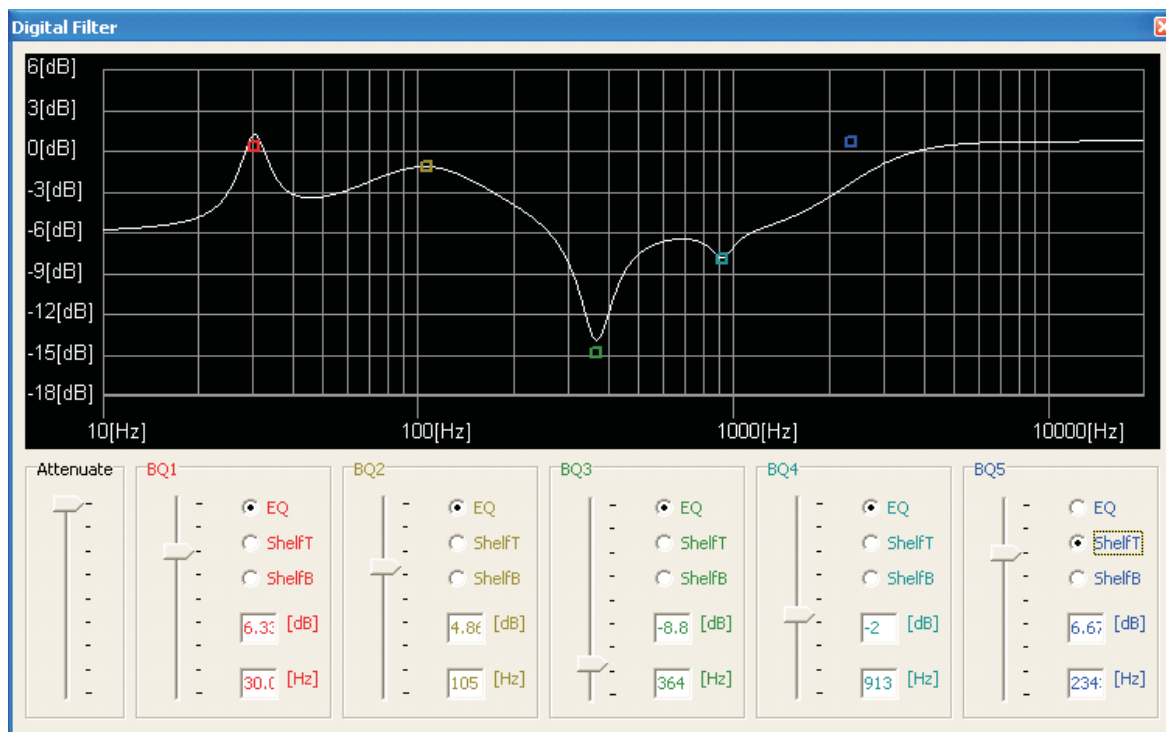 Digital Filter
6[dB]
3[dB]
0[dB]
-3[dB]
-6[dB]
-9[dB]
-12[dB]
-15[dB]
-18[dB]
10[Hz] 100[Hz] 1000[Hz] 10000[Hz]
Attenuate BQ1 BQ2 BQ3 BQ4 BQ5
EQ EQ EQ EQ EQ
ShelfT ShelfT ShelfT ShelfT ShelfT
ShelfB ShelfB ShelfB ShelfB ShelfB
6.33 [dB] 4.86 [dB] -8.8 [dB] -2 [dB] 6.67 [dB]
30.0 [Hz] 105 [Hz] 364 [Hz] 913 [Hz] 234 [Hz]